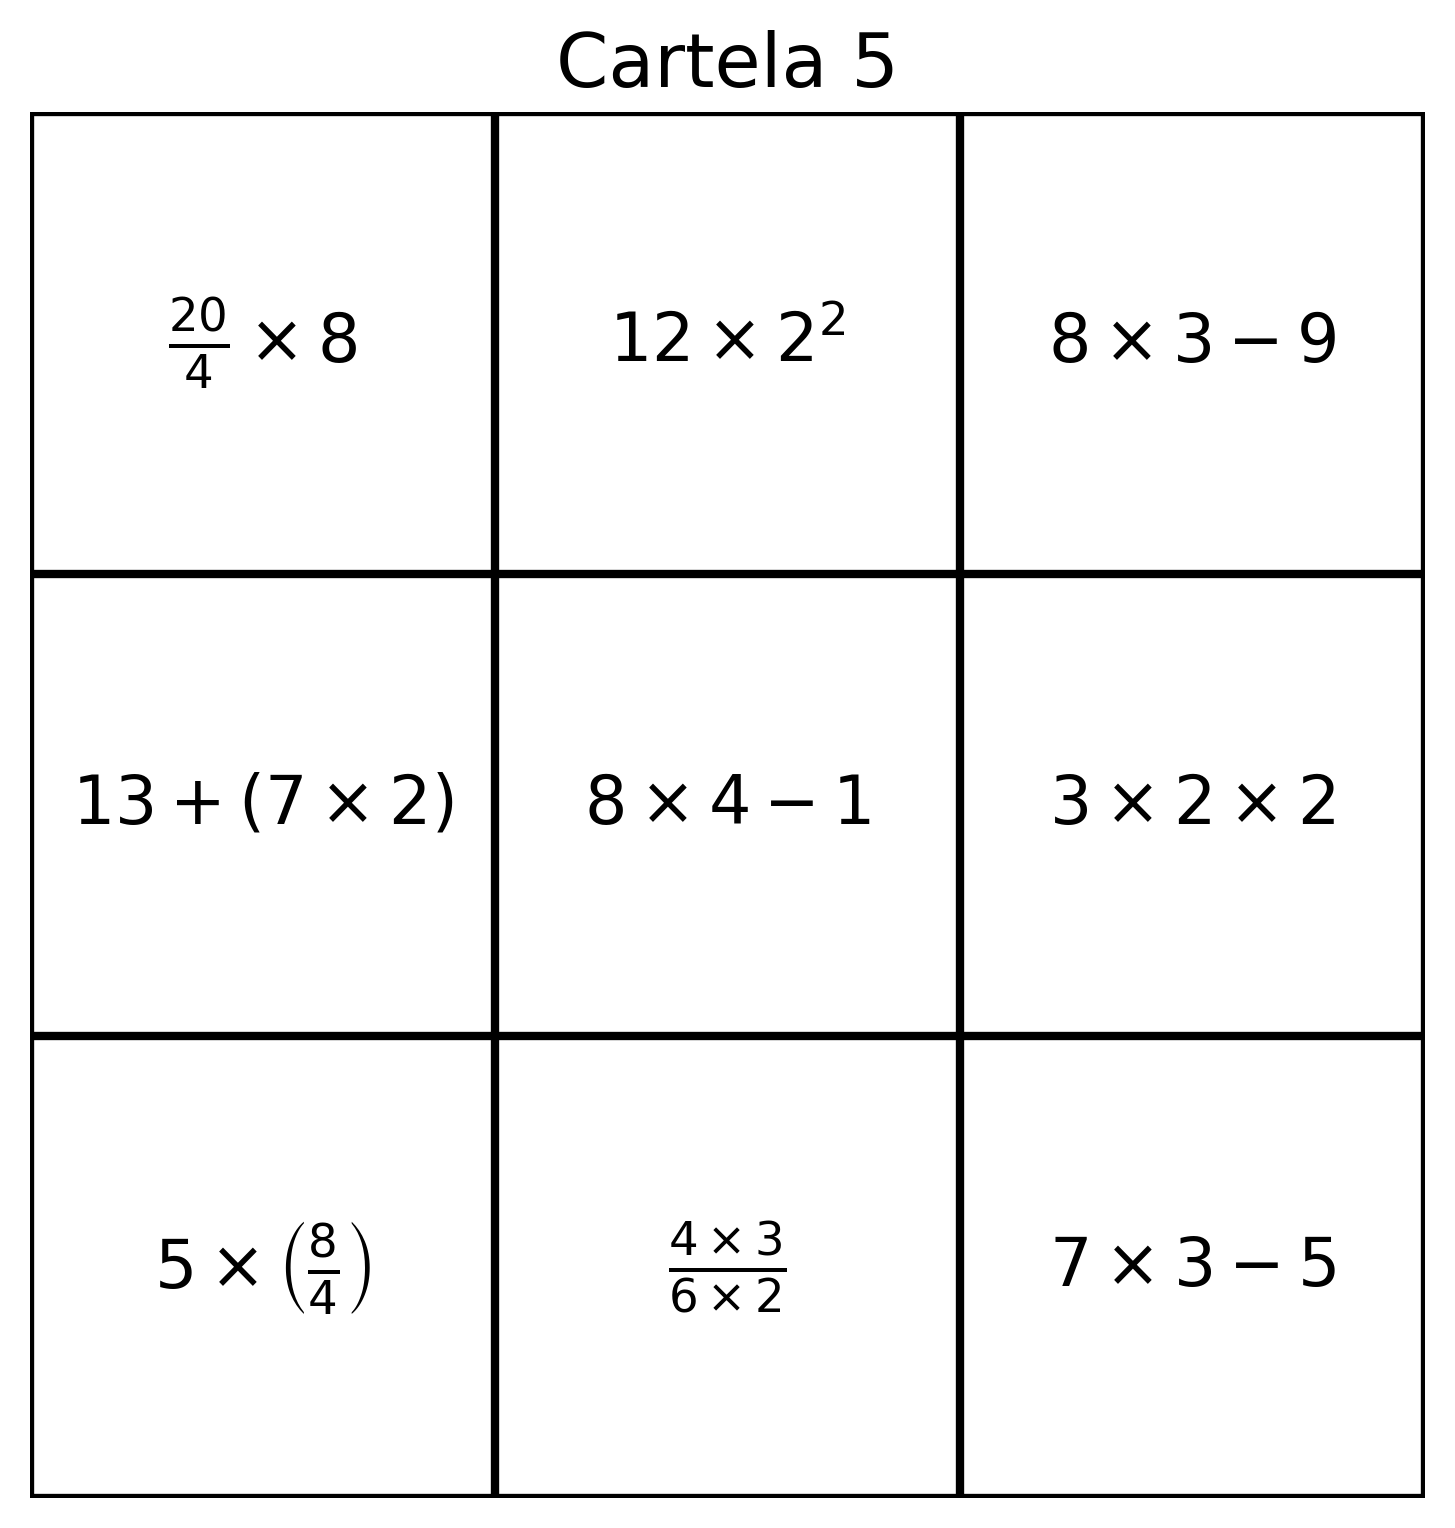 Cartela 5
20/4 × 8
12 × 2²
8 × 3 − 9
13 + (7 × 2)
8 × 4 − 1
3 × 2 × 2
5 × (8/4)
4 × 3 / 6 × 2
7 × 3 − 5